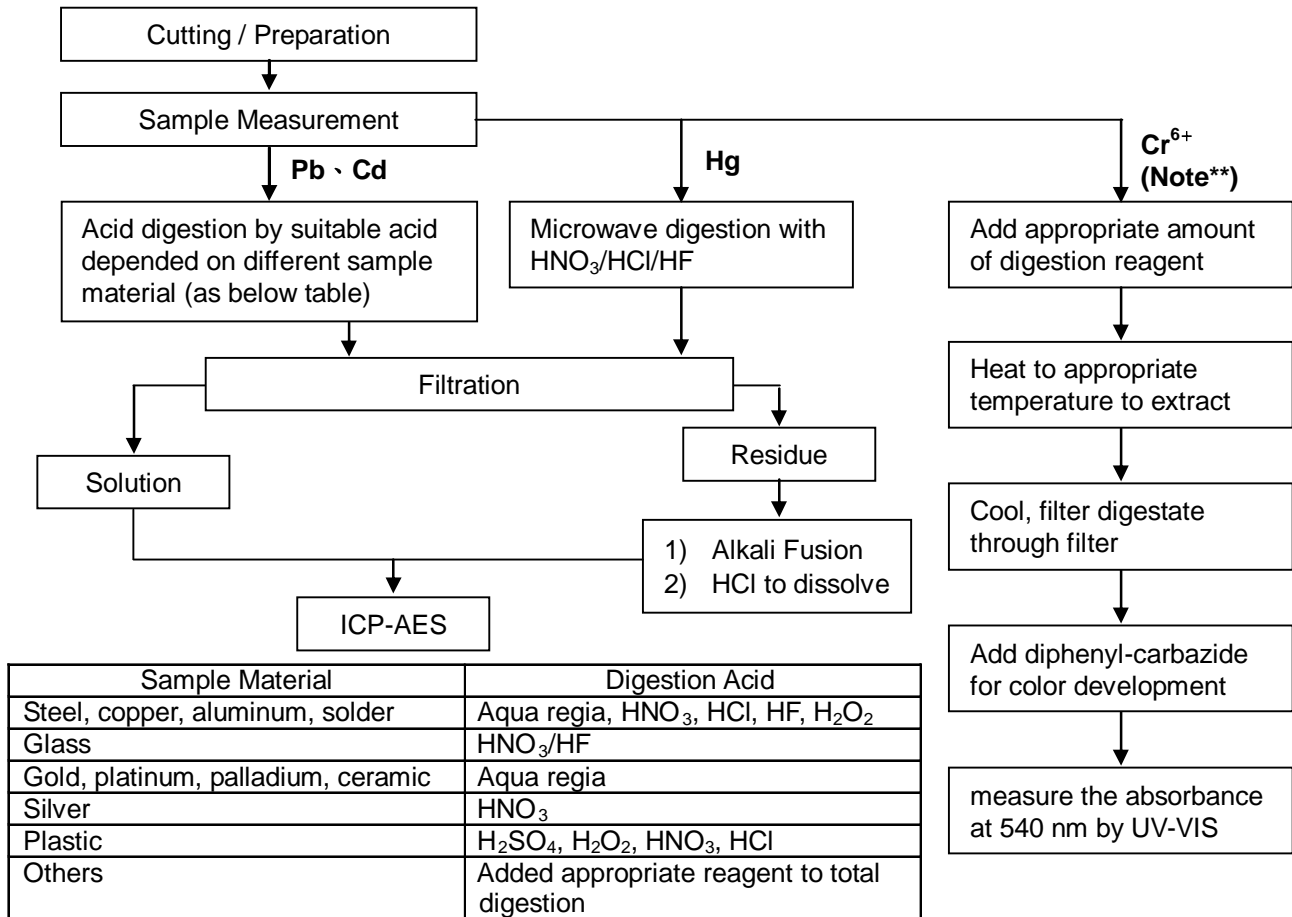 Cutting / Preparation
Sample Measurement
Pb、Cd
Hg
Cr⁶⁺
(Note**)
Acid digestion by suitable acid
depended on different sample
material (as below table)
Microwave digestion with
HNO₃/HCl/HF
Add appropriate amount
of digestion reagent
Filtration
Heat to appropriate
temperature to extract
Solution
Residue
1) Alkali Fusion
2) HCl to dissolve
Cool, filter digestate
through filter
ICP-AES
Add diphenyl-carbazide
for color development
measure the absorbance
at 540 nm by UV-VIS
Sample Material Digestion Acid
Steel, copper, aluminum, solder Aqua regia, HNO₃, HCl, HF, H₂O₂
Glass HNO₃/HF
Gold, platinum, palladium, ceramic Aqua regia
Silver HNO₃
Plastic H₂SO₄, H₂O₂, HNO₃, HCl
Others Added appropriate reagent to total
digestion